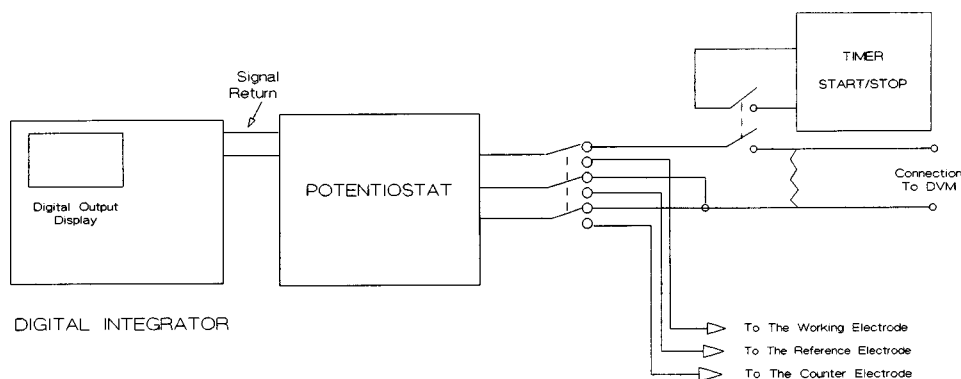 TIMER
START/STOP
Signal
Return
POTENTIOSTAT
Digital Output
Display
Connection
To DVM
DIGITAL INTEGRATOR
To The Working Electrode
To The Reference Electrode
To The Counter Electrode